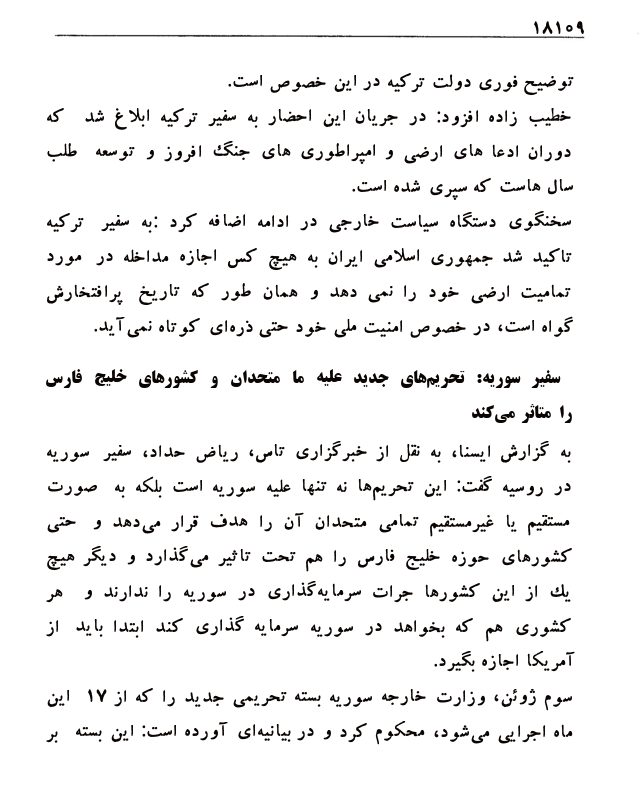 ۱۸۱۰۹
توضیح فوری دولت ترکیه در این خصوص است.
خطیب زاده افزود: در جریان این احضار به سفیر ترکیه ابلاغ شد که
دوران ادعا های ارضی و امپراطوری های جنگ افروز و توسعه طلب
سال هاست که سپری شده است.
سخنگوی دستگاه سیاست خارجی در ادامه اضافه کرد :به سفیر ترکیه
تاکید شد جمهوری اسلامی ایران به هیچ کس اجازه مداخله در مورد
تمامیت ارضی خود را نمی دهد و همان طور که تاریخ پرافتخارش
گواه است، در خصوص امنیت ملی خود حتی ذره‌ای کوتاه نمی‌آید.
سفیر سوریه: تحریم‌های جدید علیه ما متحدان و کشورهای خلیج فارس
را متاثر می‌کند
به گزارش ایسنا، به نقل از خبرگزاری تاس، ریاض حداد، سفیر سوریه
در روسیه گفت: این تحریم‌ها نه تنها علیه سوریه است بلکه به صورت
مستقیم یا غیرمستقیم تمامی متحدان آن را هدف قرار می‌دهد و حتی
کشورهای حوزه خلیج فارس را هم تحت تاثیر می‌گذارد و دیگر هیچ
یك از این کشورها جرات سرمایه‌گذاری در سوریه را ندارند و هر
کشوری هم که بخواهد در سوریه سرمایه گذاری کند ابتدا باید از
آمریکا اجازه بگیرد.
سوم ژوئن، وزارت خارجه سوریه بسته تحریمی جدید را که از ۱۷ این
ماه اجرایی می‌شود، محکوم کرد و در بیانیه‌ای آورده است: این بسته بر